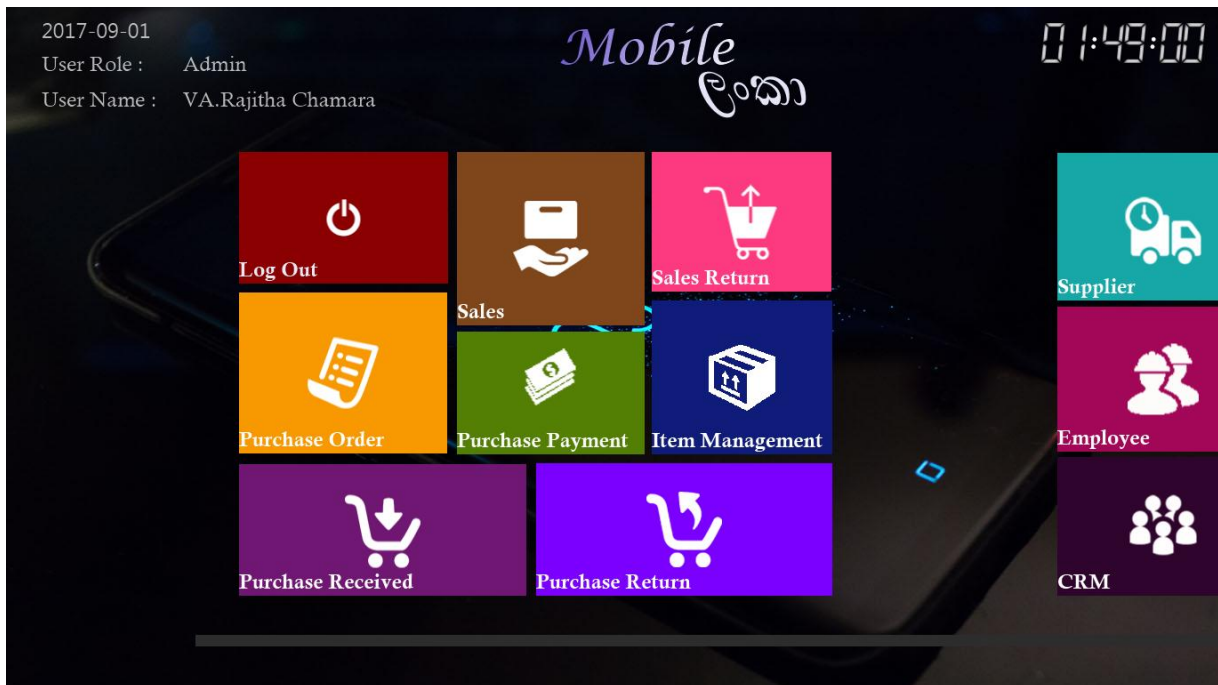 2017-09-01
User Role : Admin
User Name : VA.Rajitha Chamara
Mobile
ලංකා
01:49:00
Log Out
Sales
Sales Return
Supplier
Purchase Order
Purchase Payment
Item Management
Employee
Purchase Received
Purchase Return
CRM